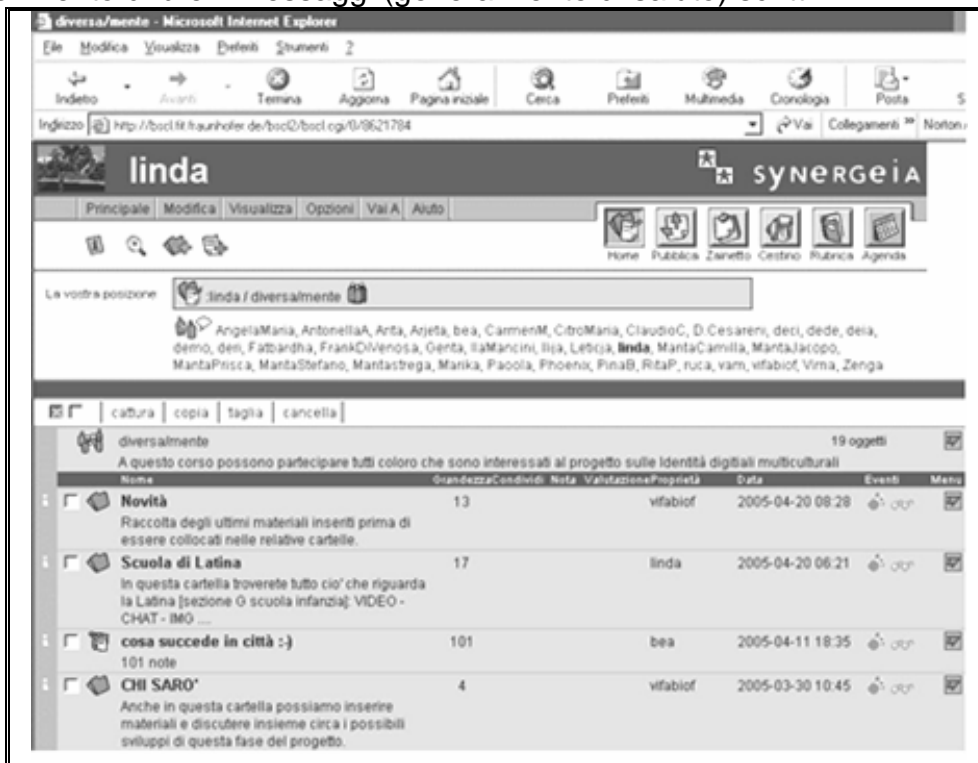 diversa/mente - Microsoft Internet Explorer
File Modifica Visualizza Preferiti Strumenti ?
Indietro Avanti Termina Aggiorna Pagina iniziale Cerca Preferiti Multimedia Cronologia Posta S
Indirizzo http://bscl.fit.fraunhofer.de/bscl2/bscl.cgi/0/8621784 Vai Collegamenti » Norton
linda synergeia
Principale Modifica Visualizza Opzioni Vai A Aiuto
Home Pubblica Zainetto Cestino Rubrica Agenda
La vostra posizione :linda / diversa/mente
AngelaMaria, AntonellaA, Anta, Arjeta, bea, CarmenM, CitroMaria, ClaudioC, D.Cesareni, deci, dede, deia,
demo, den, Fatbardha, FrankDiVenosa, Genta, IlaMancini, Ilija, Leticja, linda, MantaCamilla, MantaJacopo,
MantaPrisca, MantaStefano, Mantastrega, Marika, Paoola, Phoenix, PinaB, RitaP, ruca, vam, vifabiof, Virna, Zenga
cattura copia taglia cancella
diversa/mente 19 oggetti
A questo corso possono partecipare tutti coloro che sono interessati al progetto sulle Identità digitiali multiculturali
Nome Grandezza Condividi Nota Valutazione Proprietà Data Eventi Menu
Novità 13 vifabiof 2005-04-20 08:28
Raccolta degli ultimi materiali inseriti prima di
essere collocati nelle relative cartelle.
Scuola di Latina 17 linda 2005-04-20 06:21
In questa cartella troverete tutto cio' che riguarda
la Latina [sezione G scuola infanzia]: VIDEO -
CHAT - IMG ....
cosa succede in città :-) 101 bea 2005-04-11 18:35
101 note
CHI SARO' 4 vifabiof 2005-03-30 10:45
Anche in questa cartella possiamo inserire
materiali e discutere insieme circa i possibili
sviluppi di questa fase del progetto.